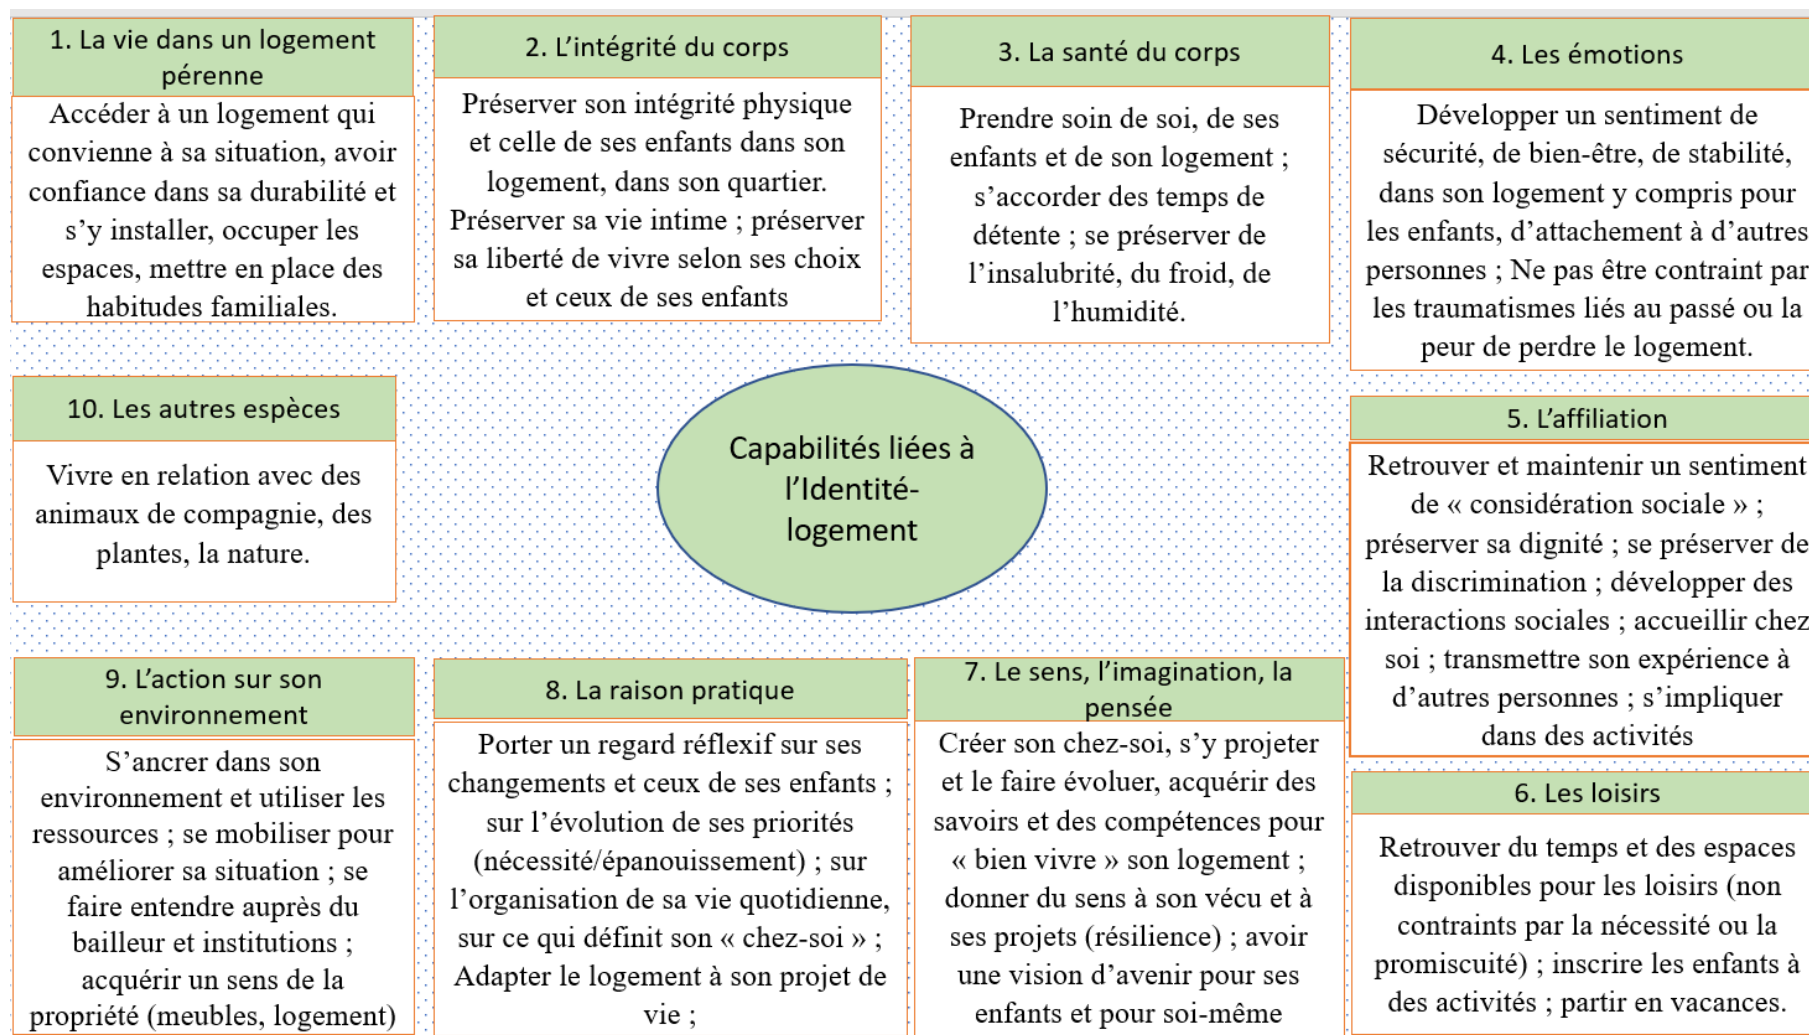 1. La vie dans un logement
pérenne
Accéder à un logement qui
convienne à sa situation, avoir
confiance dans sa durabilité et
s’y installer, occuper les
espaces, mettre en place des
habitudes familiales.
2. L’intégrité du corps
Préserver son intégrité physique
et celle de ses enfants dans son
logement, dans son quartier.
Préserver sa vie intime ; préserver
sa liberté de vivre selon ses choix
et ceux de ses enfants
3. La santé du corps
Prendre soin de soi, de ses
enfants et de son logement ;
s’accorder des temps de
détente ; se préserver de
l’insalubrité, du froid, de
l’humidité.
4. Les émotions
Développer un sentiment de
sécurité, de bien-être, de stabilité,
dans son logement y compris pour
les enfants, d’attachement à d’autres
personnes ; Ne pas être contraint par
les traumatismes liés au passé ou la
peur de perdre le logement.
10. Les autres espèces
Vivre en relation avec des
animaux de compagnie, des
plantes, la nature.
Capabilités liées à
l’Identité-
logement
5. L’affiliation
Retrouver et maintenir un sentiment
de « considération sociale » ;
préserver sa dignité ; se préserver de
la discrimination ; développer des
interactions sociales ; accueillir chez
soi ; transmettre son expérience à
d’autres personnes ; s’impliquer
dans des activités
9. L’action sur son
environnement
S’ancrer dans son
environnement et utiliser les
ressources ; se mobiliser pour
améliorer sa situation ; se
faire entendre auprès du
bailleur et institutions ;
acquérir un sens de la
propriété (meubles, logement)
8. La raison pratique
Porter un regard réflexif sur ses
changements et ceux de ses enfants ;
sur l’évolution de ses priorités
(nécessité/épanouissement) ; sur
l’organisation de sa vie quotidienne,
sur ce qui définit son « chez-soi » ;
Adapter le logement à son projet de
vie ;
7. Le sens, l’imagination, la
pensée
Créer son chez-soi, s’y projeter
et le faire évoluer, acquérir des
savoirs et des compétences pour
« bien vivre » son logement ;
donner du sens à son vécu et à
ses projets (résilience) ; avoir
une vision d’avenir pour ses
enfants et pour soi-même
6. Les loisirs
Retrouver du temps et des espaces
disponibles pour les loisirs (non
contraints par la nécessité ou la
promiscuité) ; inscrire les enfants à
des activités ; partir en vacances.